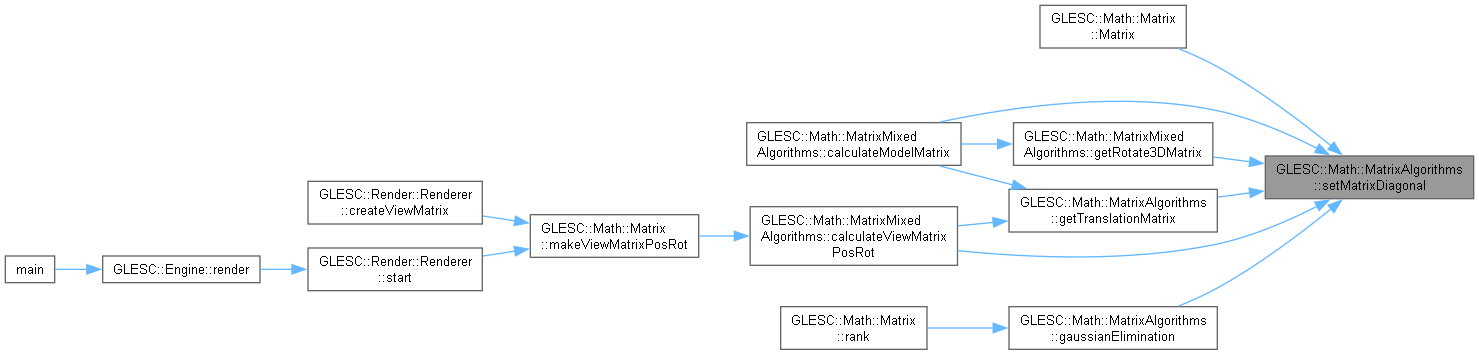 GLESC::Math::Matrix
::Matrix
GLESC::Math::MatrixMixed
Algorithms::calculateModelMatrix
GLESC::Math::MatrixMixed
Algorithms::getRotate3DMatrix
GLESC::Math::MatrixAlgorithms
::setMatrixDiagonal
GLESC::Render::Renderer
::createViewMatrix
GLESC::Math::MatrixAlgorithms
::getTranslationMatrix
GLESC::Math::Matrix
::makeViewMatrixPosRot
GLESC::Math::MatrixMixed
Algorithms::calculateViewMatrix
PosRot
main
GLESC::Engine::render
GLESC::Render::Renderer
::start
GLESC::Math::Matrix
::rank
GLESC::Math::MatrixAlgorithms
::gaussianElimination